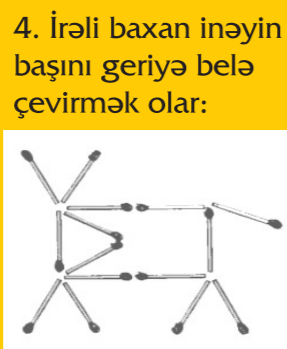 4. İrəli baxan inəyin
başını geriyə belə
çevirmək olar: